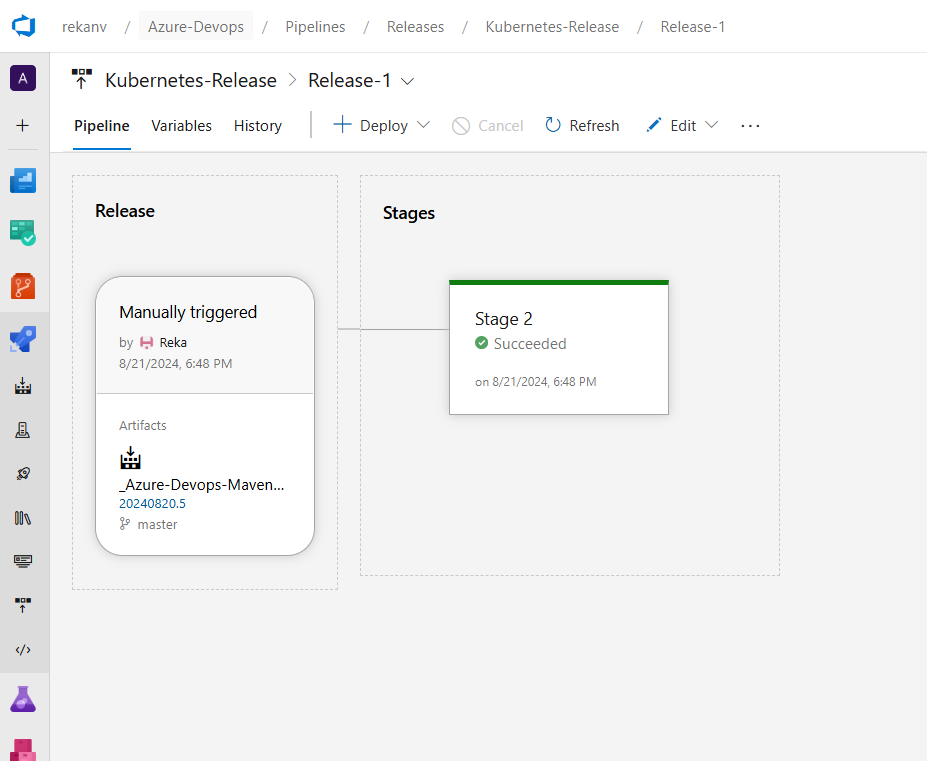 rekanv / Azure-Devops / Pipelines / Releases / Kubernetes-Release / Release-1
A
Kubernetes-Release > Release-1
Pipeline Variables History Deploy Cancel Refresh Edit ...
Release
Stages
Manually triggered
by Reka
8/21/2024, 6:48 PM
Artifacts
_Azure-Devops-Maven...
20240820.5
master
Stage 2
Succeeded
on 8/21/2024, 6:48 PM